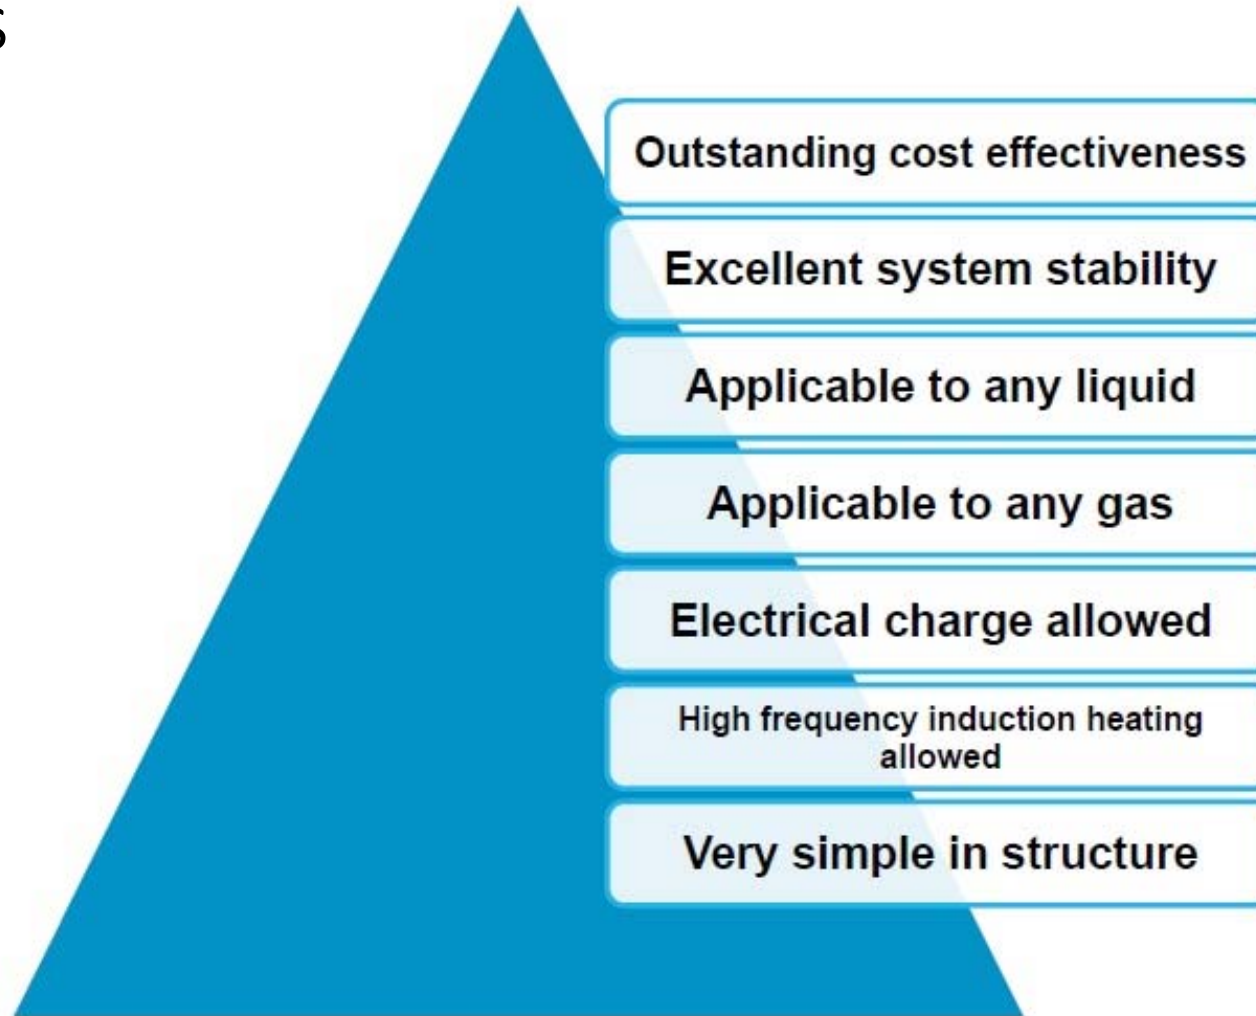 s
Outstanding cost effectiveness
Excellent system stability
Applicable to any liquid
Applicable to any gas
Electrical charge allowed
High frequency induction heating
allowed
Very simple in structure